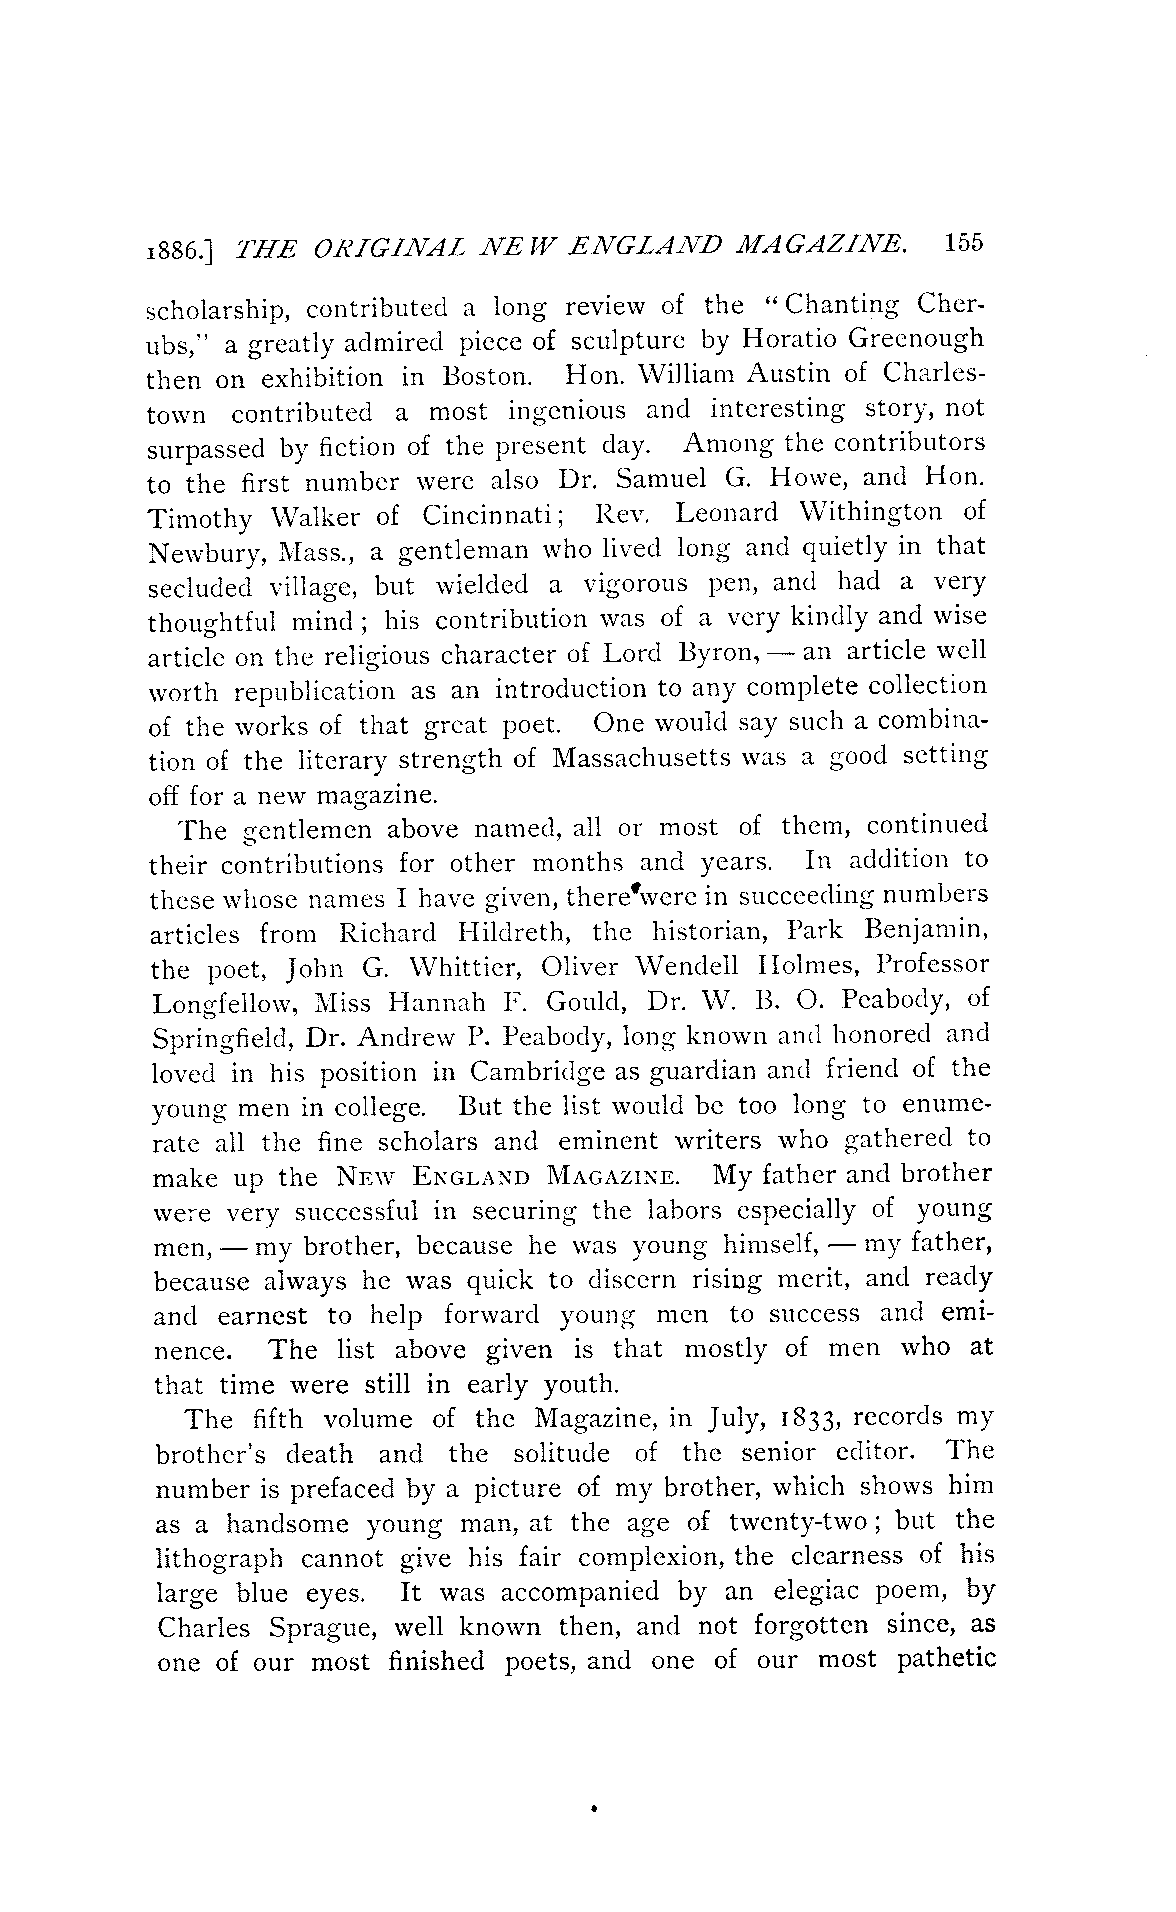 1886.] THE ORIGINAL NEW ENGLAND MAGAZINE. 155
scholarship, contributed a long review of the "Chanting Cher-
ubs," a greatly admired piece of sculpture by Horatio Greenough
then on exhibition in Boston. Hon. William Austin of Charles-
town contributed a most ingenious and interesting story, not
surpassed by fiction of the present day. Among the contributors
to the first number were also Dr. Samuel G. Howe, and Hon.
Timothy Walker of Cincinnati; Rev. Leonard Withington of
Newbury, Mass., a gentleman who lived long and quietly in that
secluded village, but wielded a vigorous pen, and had a very
thoughtful mind; his contribution was of a very kindly and wise
article on the religious character of Lord Byron, — an article well
worth republication as an introduction to any complete collection
of the works of that great poet. One would say such a combina-
tion of the literary strength of Massachusetts was a good setting
off for a new magazine.
The gentlemen above named, all or most of them, continued
their contributions for other months and years. In addition to
these whose names I have given, there were in succeeding numbers
articles from Richard Hildreth, the historian, Park Benjamin,
the poet, John G. Whittier, Oliver Wendell Holmes, Professor
Longfellow, Miss Hannah F. Gould, Dr. W. B. O. Peabody, of
Springfield, Dr. Andrew P. Peabody, long known and honored and
loved in his position in Cambridge as guardian and friend of the
young men in college. But the list would be too long to enume-
rate all the fine scholars and eminent writers who gathered to
make up the NEW ENGLAND MAGAZINE. My father and brother
were very successful in securing the labors especially of young
men, — my brother, because he was young himself, — my father,
because always he was quick to discern rising merit, and ready
and earnest to help forward young men to success and emi-
nence. The list above given is that mostly of men who at
that time were still in early youth.
The fifth volume of the Magazine, in July, 1833, records my
brother's death and the solitude of the senior editor. The
number is prefaced by a picture of my brother, which shows him
as a handsome young man, at the age of twenty-two; but the
lithograph cannot give his fair complexion, the clearness of his
large blue eyes. It was accompanied by an elegiac poem, by
Charles Sprague, well known then, and not forgotten since, as
one of our most finished poets, and one of our most pathetic